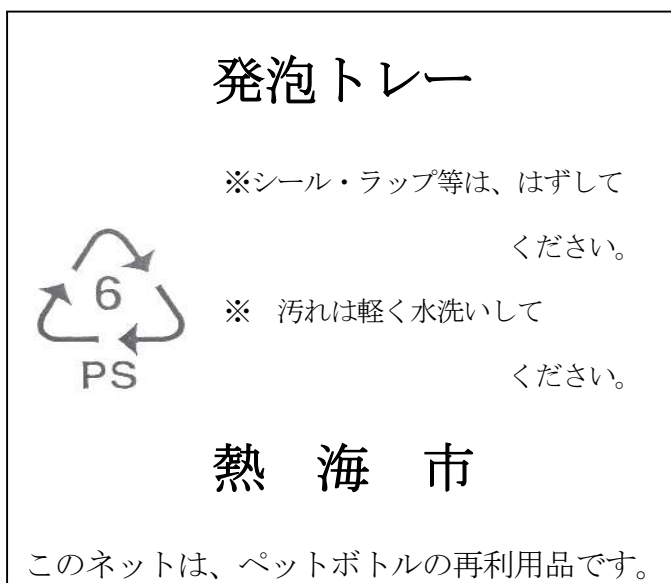 発泡トレー
※シール・ラップ等は、はずして
ください。
6
※　汚れは軽く水洗いして
PS
ください。
熱　海　市
このネットは、ペットボトルの再利用品です。